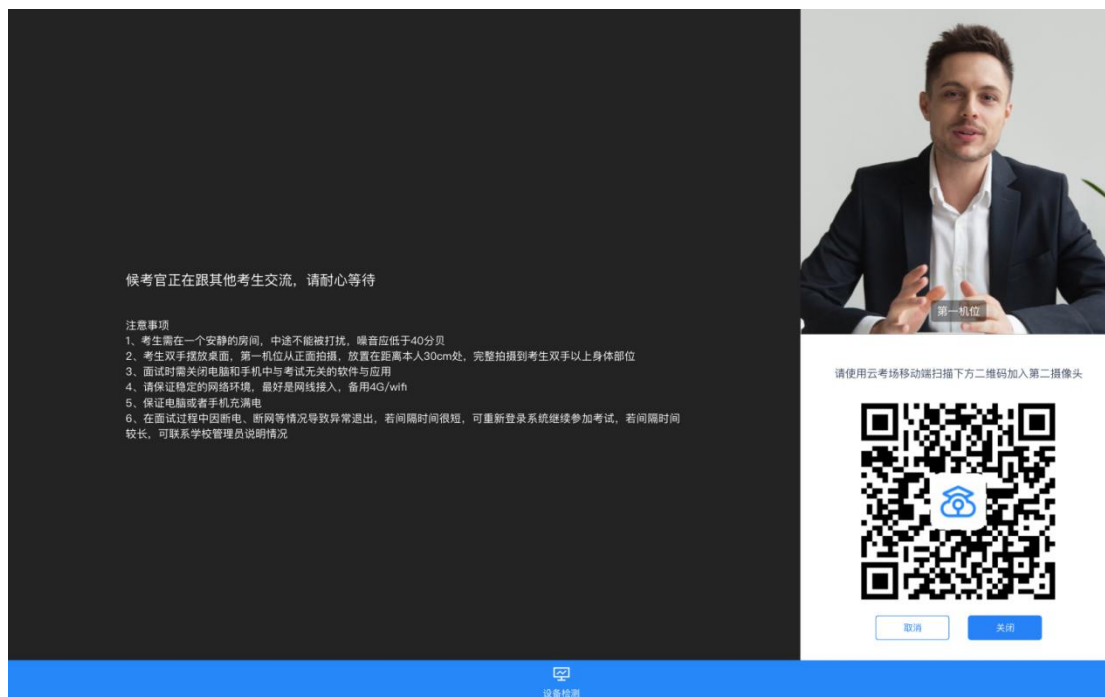 候考官正在跟其他考生交流，请耐心等待
注意事项
1、考生需在一个安静的房间，中途不能被打扰，噪音应低于40分贝
2、考生双手摆放桌面，第一机位从正面拍摄，放置在距离本人30cm处，完整拍摄到考生双手以上身体部位
3、面试时需关闭电脑和手机中与考试无关的软件与应用
4、请保证稳定的网络环境，最好是网线接入，备用4G/wifi
5、保证电脑或者手机充满电
6、在面试过程中因断电、断网等情况导致异常退出，若间隔时间很短，可重新登录系统继续参加考试，若间隔时间
较长，可联系学校管理员说明情况
第一机位
请使用云考场移动端扫描下方二维码加入第二摄像头
取消
关闭
设备检测